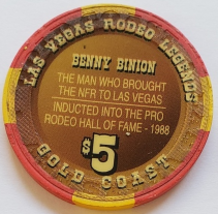 LAS VEGAS RODEO LEGENDS
BENNY BINION
THE MAN WHO BROUGHT
THE NFR TO LAS VEGAS
INDUCTED INTO THE PRO
RODEO HALL OF FAME - 1988
$5
GOLD COAST